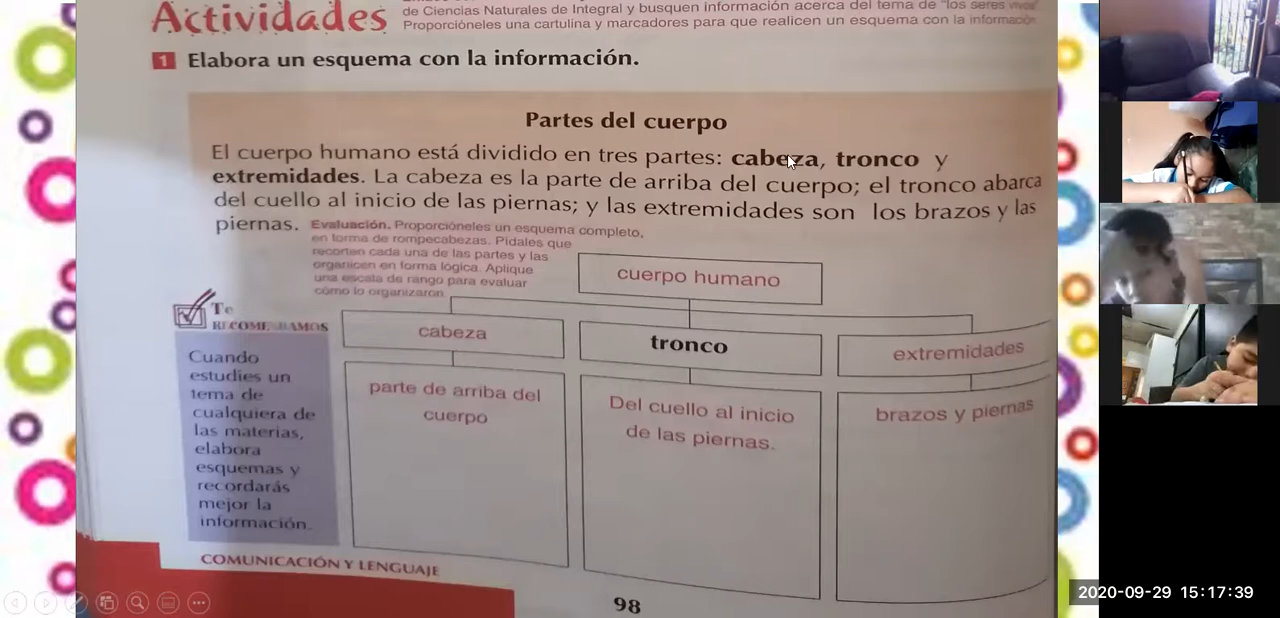 Actividades
de Ciencias Naturales de Integral y busquen información acerca del tema de "los seres vivos"
Proporcióneles una cartulina y marcadores para que realicen un esquema con la información
1 Elabora un esquema con la información.
Partes del cuerpo
El cuerpo humano está dividido en tres partes: cabeza, tronco y
extremidades. La cabeza es la parte de arriba del cuerpo; el tronco abarca
del cuello al inicio de las piernas; y las extremidades son los brazos y las
piernas.
Evaluación. Proporcióneles un esquema completo,
en forma de rompecabezas. Pídales que
recorten cada una de las partes y las
organicen en forma lógica. Aplique
una escala de rango para evaluar
cómo lo organizaron
cuerpo humano
cabeza
tronco
extremidades
parte de arriba del
cuerpo
Del cuello al inicio
de las piernas.
brazos y piernas
Te
RECOMENDAMOS
Cuando
estudies un
tema de
cualquiera de
las materias,
elabora
esquemas y
recordarás
mejor la
información.
COMUNICACIÓN Y LENGUAJE
98
2020-09-29 15:17:39